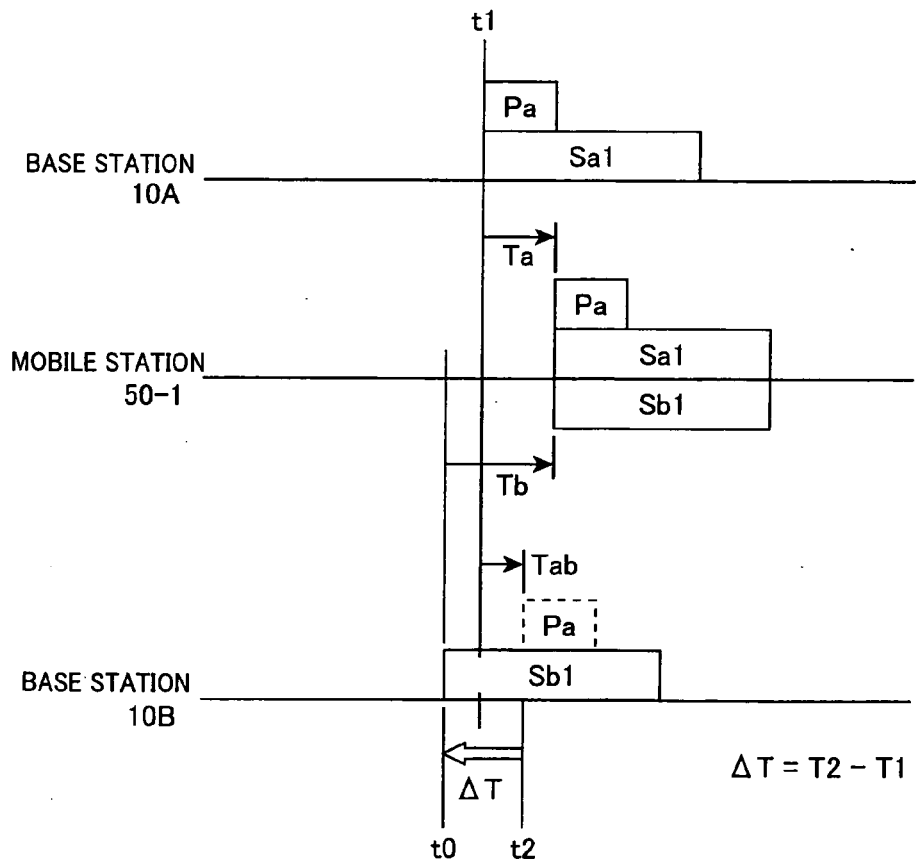 t1
Pa
Sa1
BASE STATION
10A
Ta
Pa
Sa1
MOBILE STATION
50-1
Sb1
Tb
Tab
Pa
Sb1
BASE STATION
10B
ΔT
ΔT = T2 - T1
t0
t2